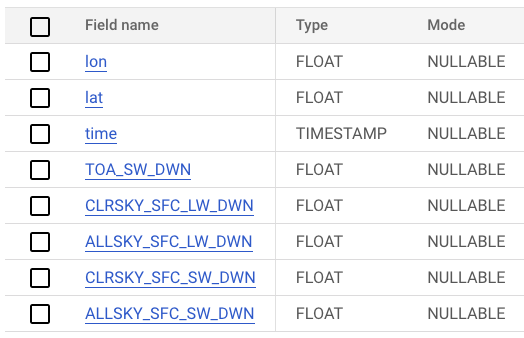 Field name Type Mode
lon FLOAT NULLABLE
lat FLOAT NULLABLE
time TIMESTAMP NULLABLE
TOA_SW_DWN FLOAT NULLABLE
CLRSKY_SFC_LW_DWN FLOAT NULLABLE
ALLSKY_SFC_LW_DWN FLOAT NULLABLE
CLRSKY_SFC_SW_DWN FLOAT NULLABLE
ALLSKY_SFC_SW_DWN FLOAT NULLABLE